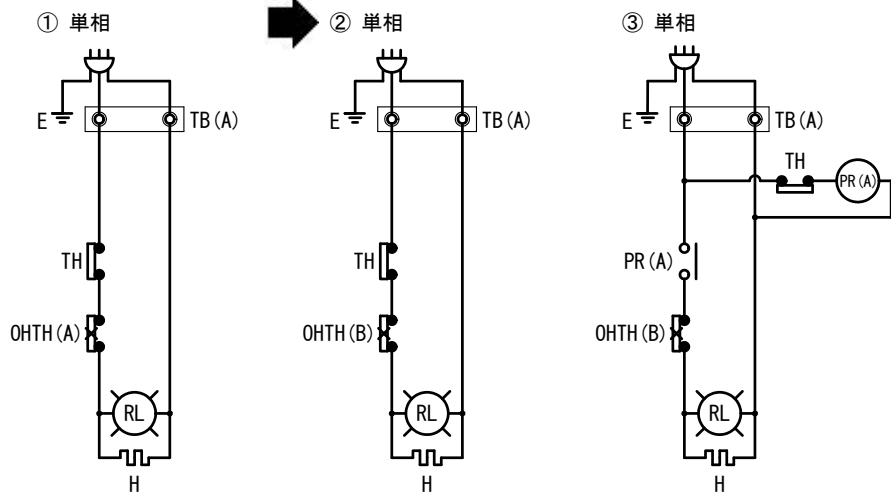 ① 単相
E
TB(A)
TH
OHTH(A)
RL
H
② 単相
E
TB(A)
TH
OHTH(B)
RL
H
③ 単相
E
TB(A)
TH
PR(A)
PR(A)
OHTH(B)
RL
H